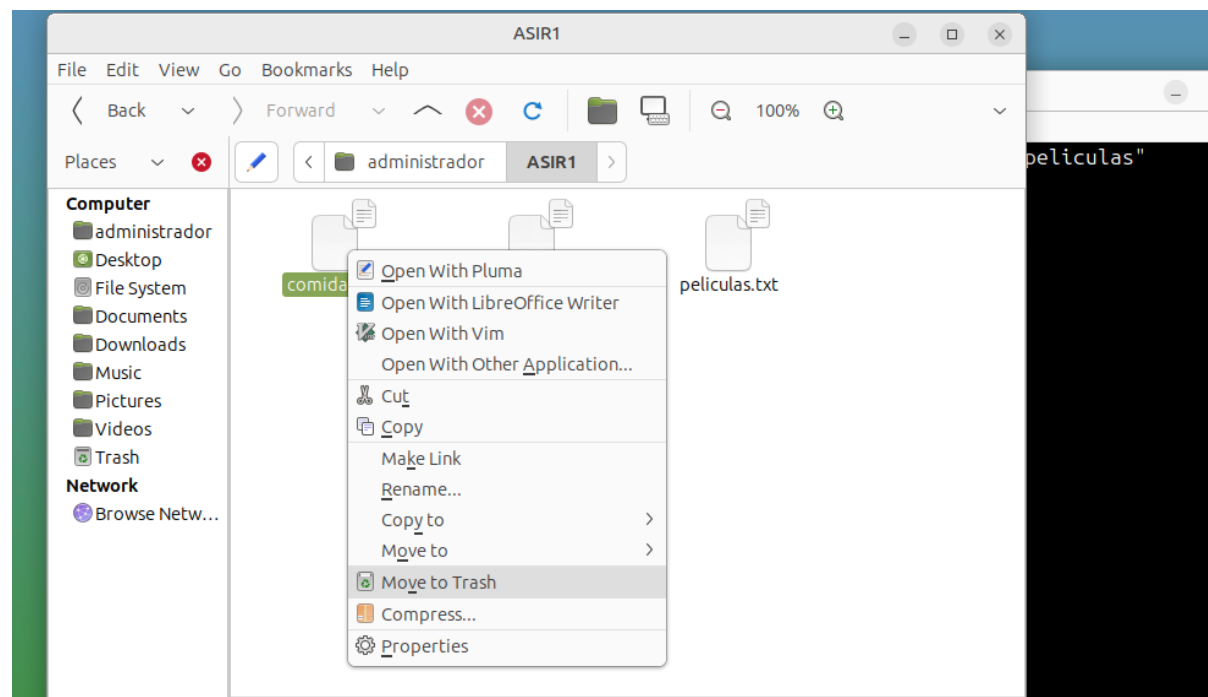 ASIR1
File Edit View Go Bookmarks Help
Back Forward 100%
Places administrador ASIR1
peliculas"
Computer
administrador
Desktop
File System
Documents
Downloads
Music
Pictures
Videos
Trash
Network
Browse Netw...
comida
peliculas.txt
Open With Pluma
Open With LibreOffice Writer
Open With Vim
Open With Other Application...
Cut
Copy
Make Link
Rename...
Copy to
Move to
Move to Trash
Compress...
Properties